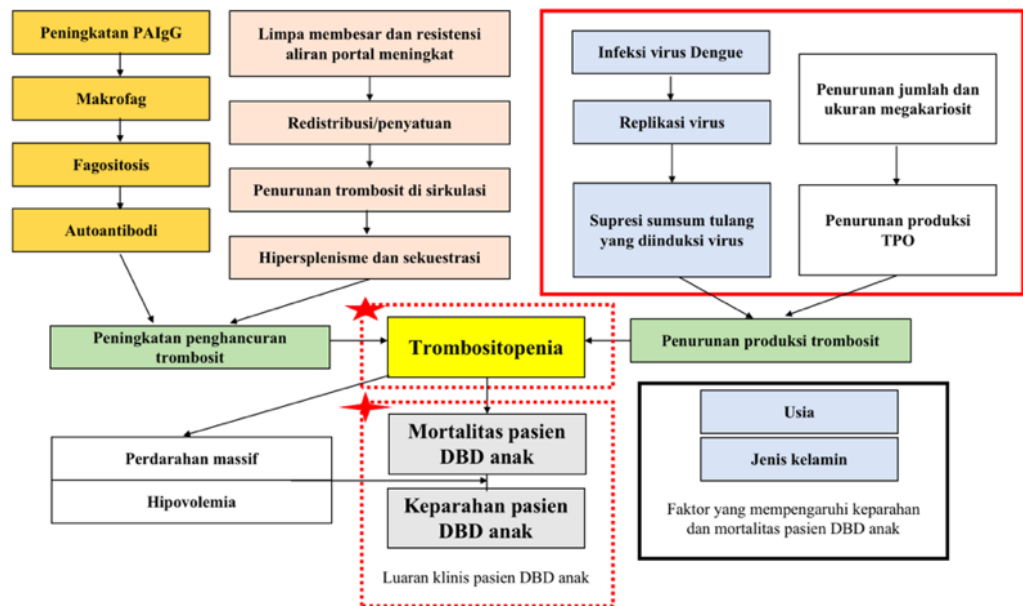 Peningkatan PAIgG
Makrofag
Fagositosis
Autoantibodi
Limpa membesar dan resistensi
aliran portal meningkat
Redistribusi/penyatuan
Penurunan trombosit di sirkulasi
Hipersplenisme dan sekuestrasi
Infeksi virus Dengue
Replikasi virus
Supresi sumsum tulang
yang diinduksi virus
Penurunan jumlah dan
ukuran megakariosit
Penurunan produksi
TPO
Peningkatan penghancuran
trombosit
Trombositopenia
Penurunan produksi trombosit
Perdarahan massif
Hipovolemia
Mortalitas pasien
DBD anak
Keparahan pasien
DBD anak
Luaran klinis pasien DBD anak
Usia
Jenis kelamin
Faktor yang mempengaruhi keparahan
dan mortalitas pasien DBD anak